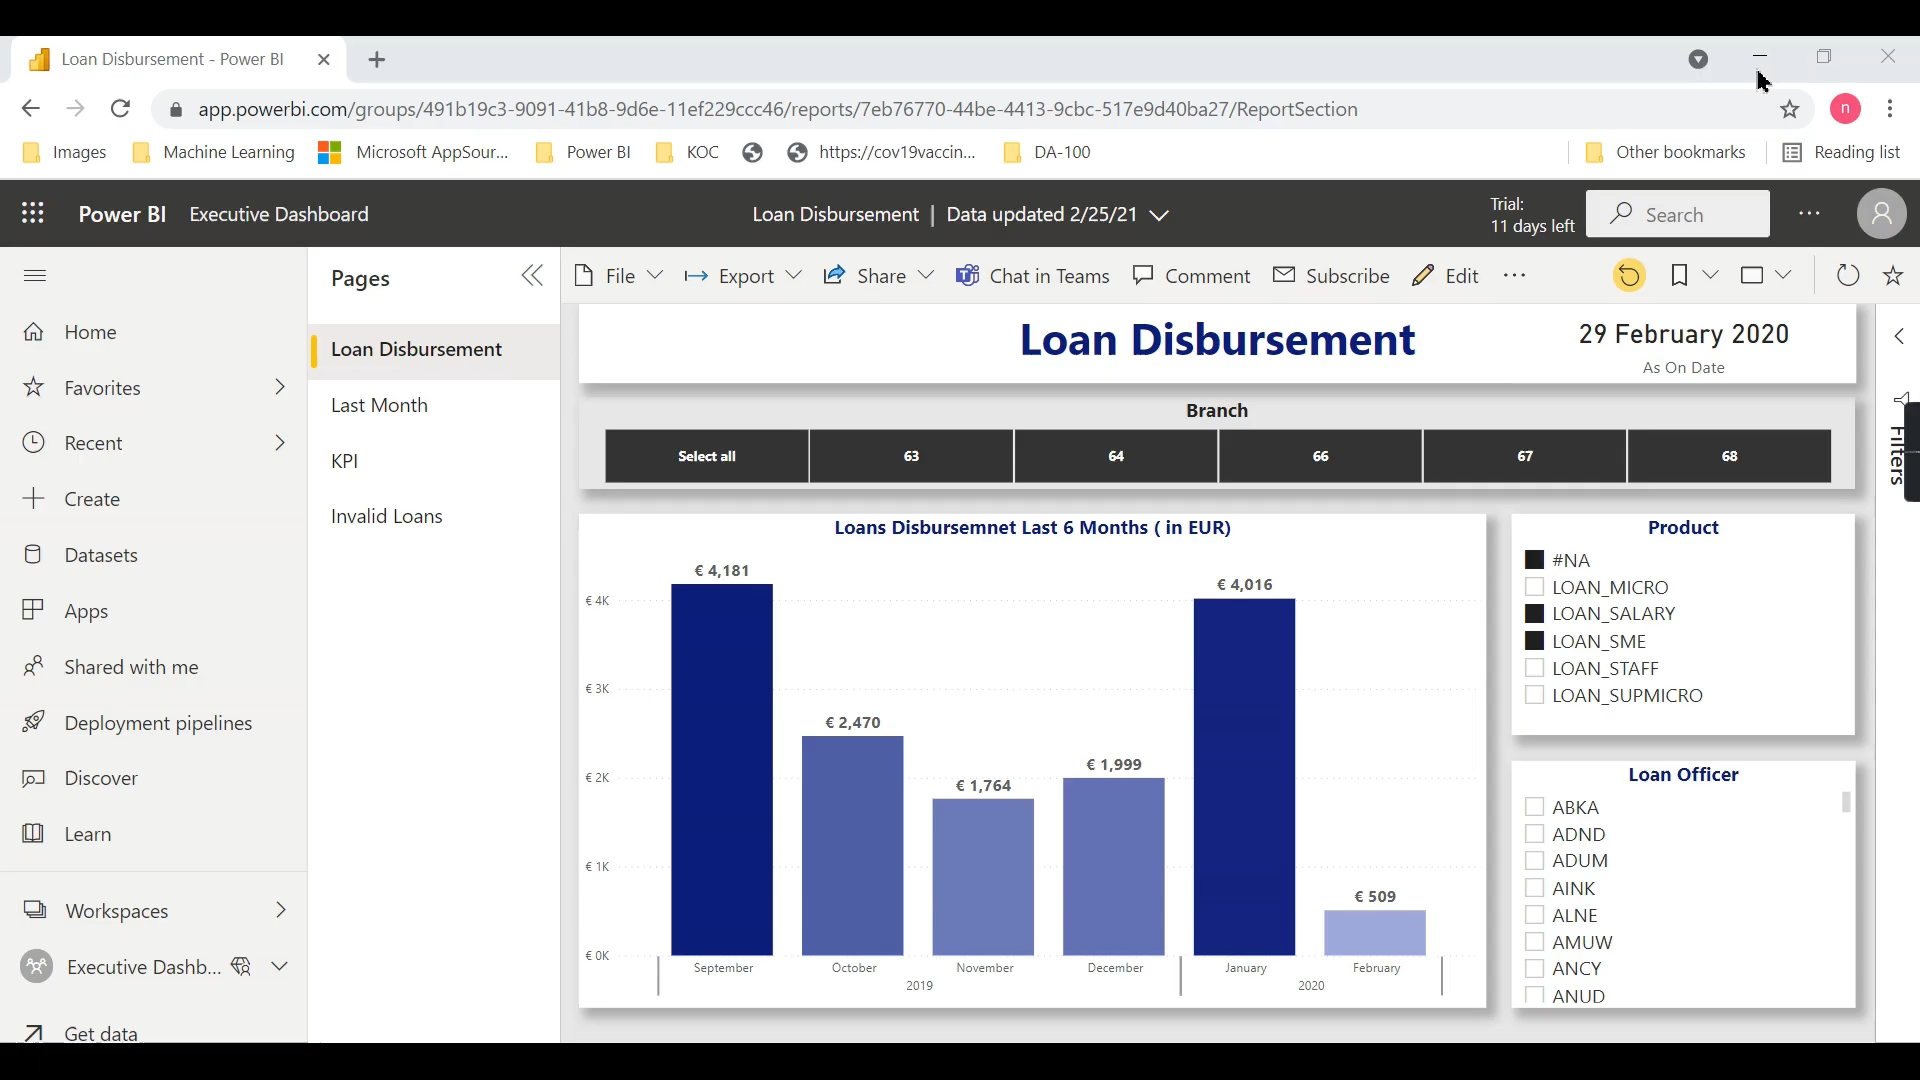 Loan Disbursement - Power BI
app.powerbi.com/groups/491b19c3-9091-41b8-9d6e-11ef229ccc46/reports/7eb76770-44be-4413-9cbc-517e9d40ba27/ReportSection
n
Images
Machine Learning
Microsoft AppSour...
Power BI
KOC
https://cov19vaccin...
DA-100
Other bookmarks
Reading list
Power BI Executive Dashboard
Loan Disbursement | Data updated 2/25/21
Trial:
11 days left
Search
Home
Favorites
Recent
Create
Datasets
Apps
Shared with me
Deployment pipelines
Discover
Learn
Workspaces
Executive Dashb...
Get data
Pages
Loan Disbursement
Last Month
KPI
Invalid Loans
File
Export
Share
Chat in Teams
Comment
Subscribe
Edit
Loan Disbursement
29 February 2020
As On Date
Branch
Select all 63 64 66 67 68
Loans Disbursemnet Last 6 Months ( in EUR)
€ 4K
€ 3K
€ 2K
€ 1K
€ 0K
€ 4,181
€ 2,470
€ 1,764
€ 1,999
€ 4,016
€ 509
September October November December January February
2019 2020
Product
#NA
LOAN_MICRO
LOAN_SALARY
LOAN_SME
LOAN_STAFF
LOAN_SUPMICRO
Loan Officer
ABKA
ADND
ADUM
AINK
ALNE
AMUW
ANCY
ANUD
Filters